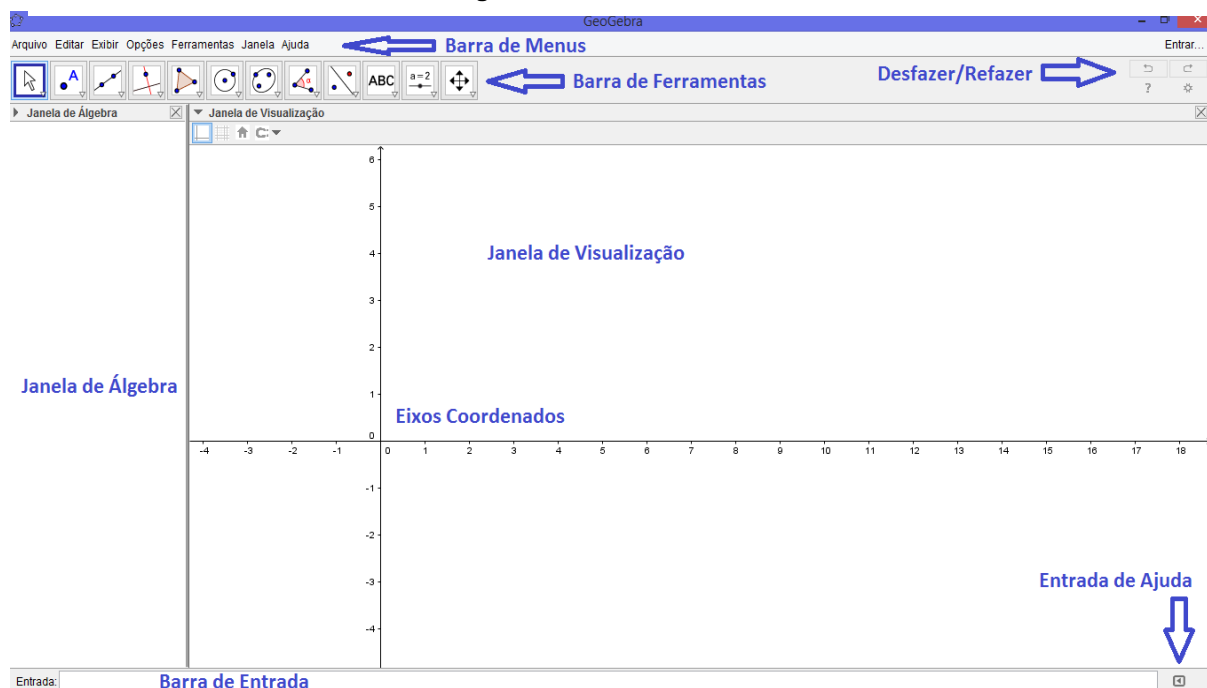 GeoGebra
Arquivo Editar Exibir Opções Ferramentas Janela Ajuda
Barra de Menus
Entrar...
A
α
ABC
a=2
Barra de Ferramentas
Desfazer/Refazer
?
Janela de Álgebra
Janela de Visualização
C:
6
5
4
Janela de Visualização
3
2
Janela de Álgebra
1
Eixos Coordenados
0
-4 -3 -2 -1 0 1 2 3 4 5 6 7 8 9 10 11 12 13 14 15 16 17 18
-1
-2
-3
Entrada de Ajuda
-4
Entrada:
Barra de Entrada